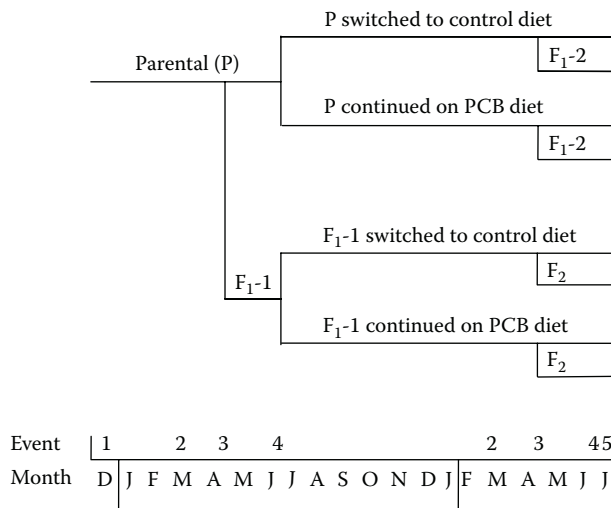 P switched to control diet
F₁-2
Parental (P)
P continued on PCB diet
F₁-2
F₁-1 switched to control diet
F₁-1
F₂
F₁-1 continued on PCB diet
F₂
Event 1 2 3 4 2 3 45
Month D J F M A M J J A S O N D J F M A M J J